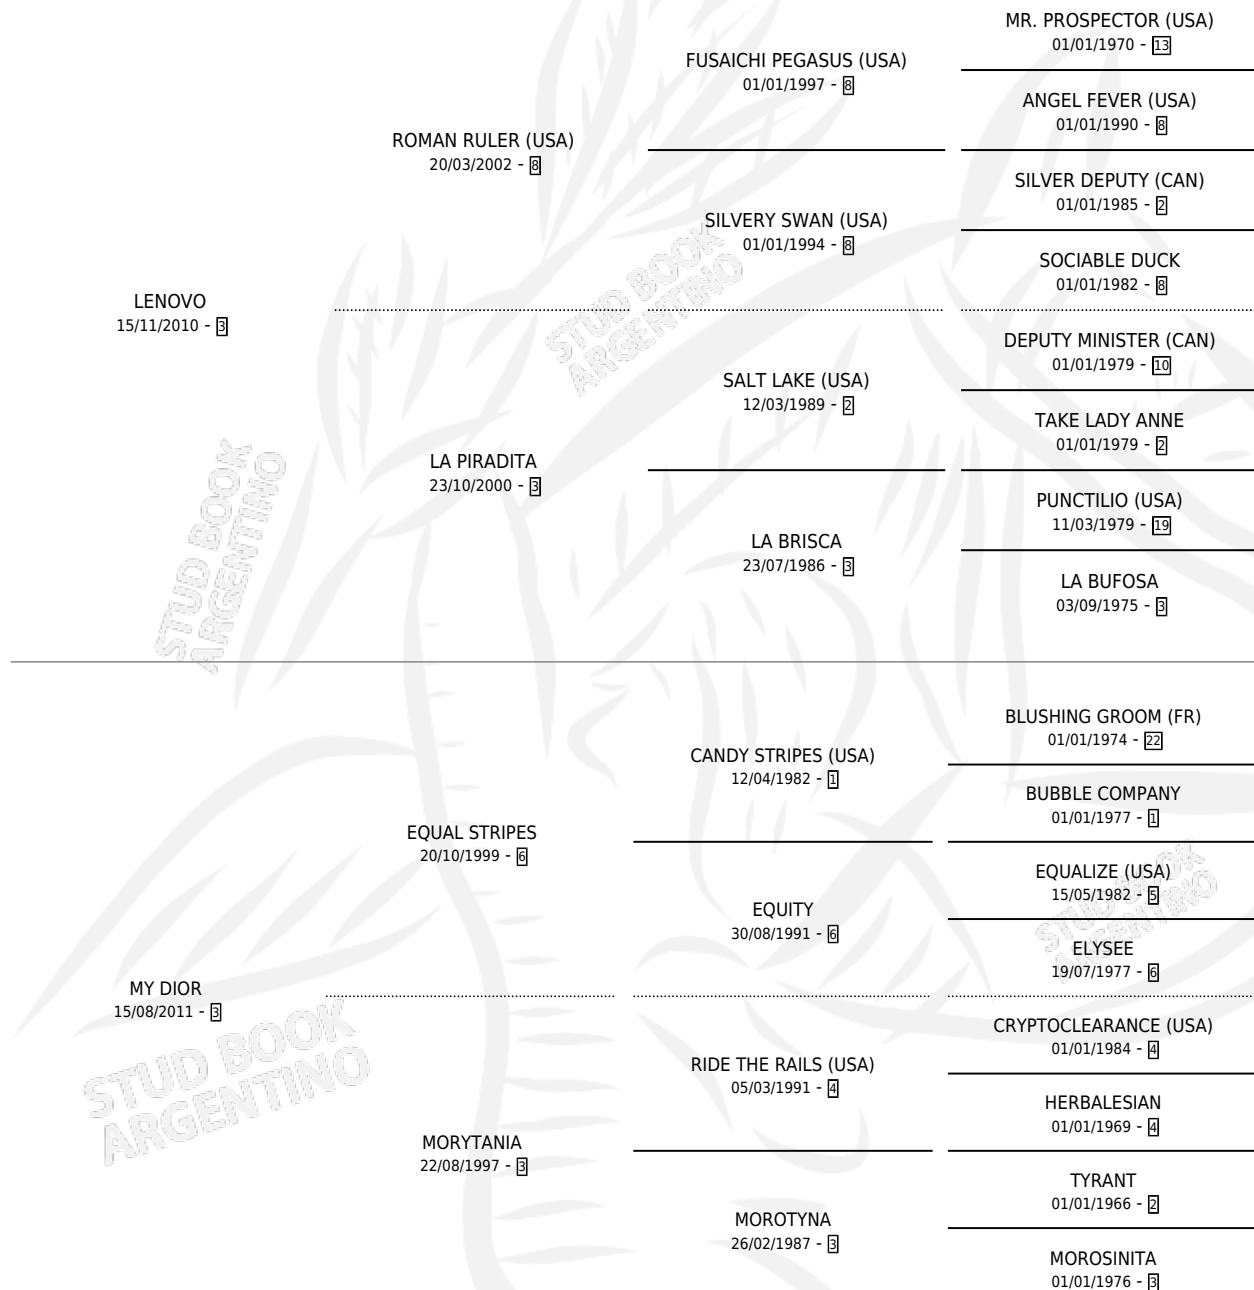 MR. PROSPECTOR (USA)
01/01/1970 - 13
FUSAICHI PEGASUS (USA)
01/01/1997 - 8
ANGEL FEVER (USA)
01/01/1990 - 8
ROMAN RULER (USA)
20/03/2002 - 8
SILVER DEPUTY (CAN)
01/01/1985 - 2
SILVERY SWAN (USA)
01/01/1994 - 8
SOCIABLE DUCK
01/01/1982 - 8
LENOVO
15/11/2010 - 3
STUD BOOK
ARGENTINO
DEPUTY MINISTER (CAN)
01/01/1979 - 10
SALT LAKE (USA)
12/03/1989 - 2
TAKE LADY ANNE
01/01/1979 - 2
LA PIRADITA
23/10/2000 - 3
PUNCTILIO (USA)
11/03/1979 - 19
LA BRISCA
23/07/1986 - 3
LA BUFOSA
03/09/1975 - 3
STUD BOOK
ARGENTINO
BLUSHING GROOM (FR)
01/01/1974 - 22
CANDY STRIPES (USA)
12/04/1982 - 1
BUBBLE COMPANY
01/01/1977 - 1
EQUAL STRIPES
20/10/1999 - 6
EQUALIZE (USA)
15/05/1982 - 5
EQUITY
30/08/1991 - 6
ELYSEE
19/07/1977 - 6
STUD BOOK
ARGENTINO
MY DIOR
15/08/2011 - 3
CRYPTOCLEARANCE (USA)
01/01/1984 - 4
RIDE THE RAILS (USA)
05/03/1991 - 4
HERBALESIAN
01/01/1969 - 4
STUD BOOK
ARGENTINO
MORYTANIA
22/08/1997 - 3
TYRANT
01/01/1966 - 2
MOROTYNA
26/02/1987 - 3
MOROSINITA
01/01/1976 - 3